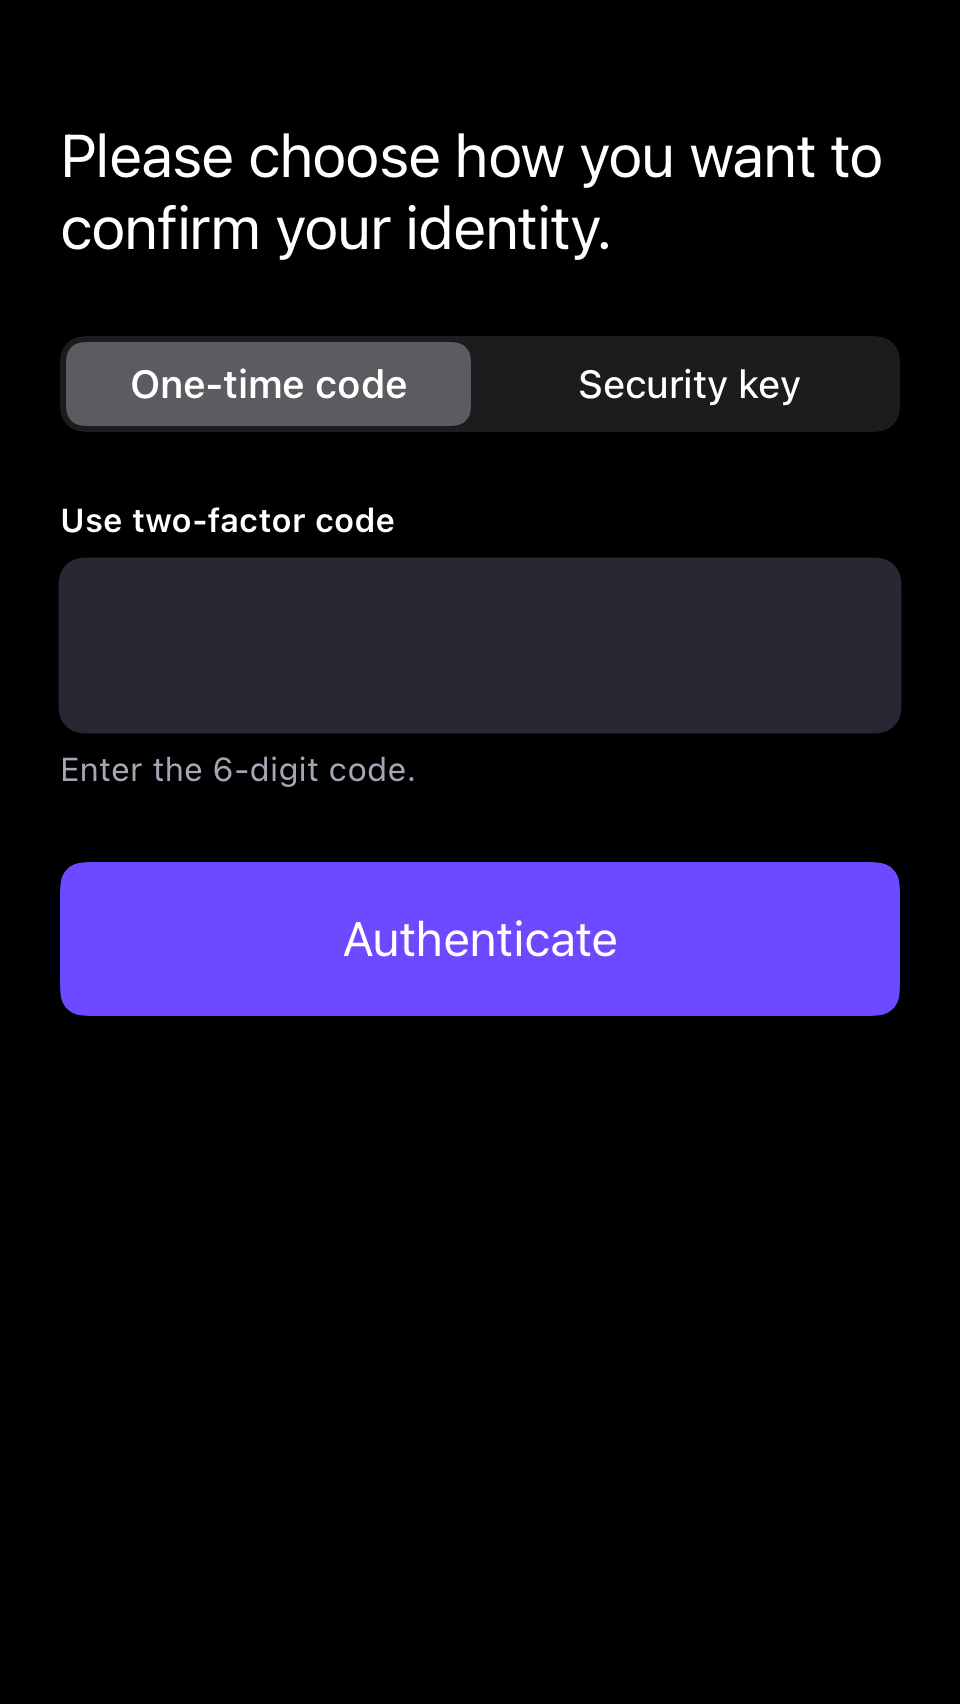 Please choose how you want to
confirm your identity.
One-time code
Security key
Use two-factor code
Enter the 6-digit code.
Authenticate